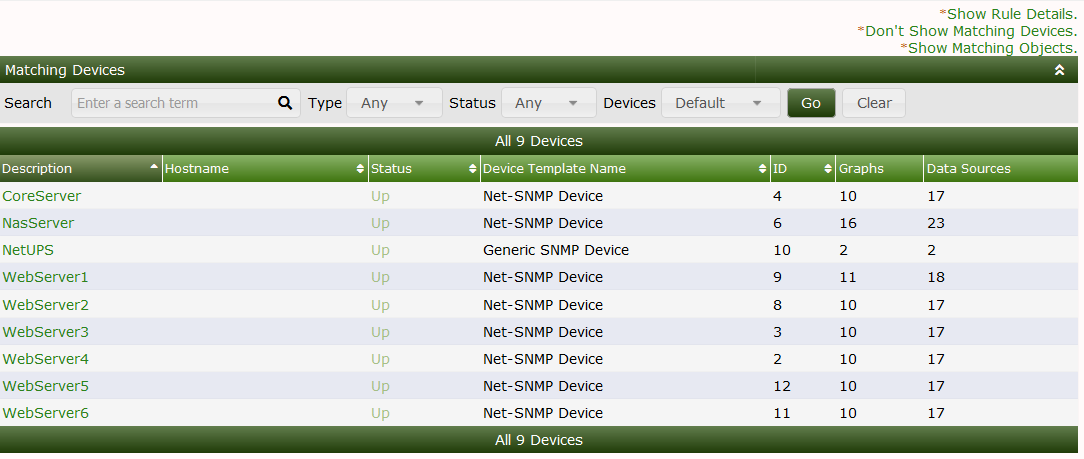 *Show Rule Details.
*Don't Show Matching Devices.
*Show Matching Objects.
Matching Devices
Search Enter a search term Type Any Status Any Devices Default Go Clear
All 9 Devices
Description Hostname Status Device Template Name ID Graphs Data Sources
CoreServer Up Net-SNMP Device 4 10 17
NasServer Up Net-SNMP Device 6 16 23
NetUPS Up Generic SNMP Device 10 2 2
WebServer1 Up Net-SNMP Device 9 11 18
WebServer2 Up Net-SNMP Device 8 10 17
WebServer3 Up Net-SNMP Device 3 10 17
WebServer4 Up Net-SNMP Device 2 10 17
WebServer5 Up Net-SNMP Device 12 10 17
WebServer6 Up Net-SNMP Device 11 10 17
All 9 Devices